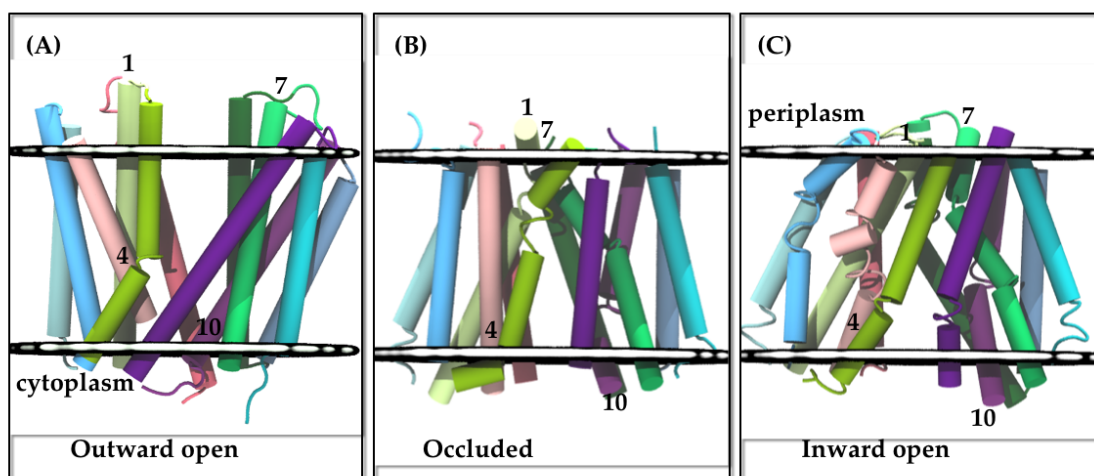 (A)
1
7
4
10
cytoplasm
Outward open
(B)
1
7
4
10
Occluded
(C)
periplasm
1
7
4
10
Inward open